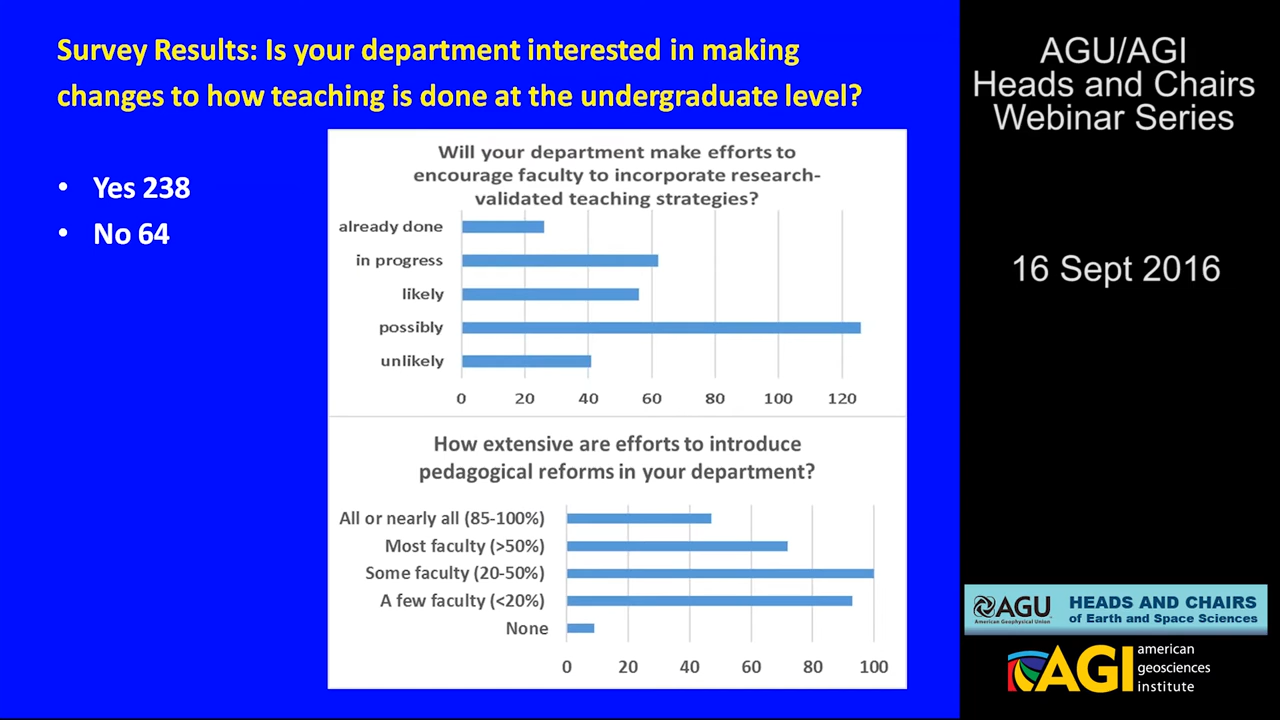 Survey Results: Is your department interested in making
changes to how teaching is done at the undergraduate level?
• Yes 238
• No 64
Will your department make efforts to
encourage faculty to incorporate research-
validated teaching strategies?
already done
in progress
likely
possibly
unlikely
0 20 40 60 80 100 120
How extensive are efforts to introduce
pedagogical reforms in your department?
All or nearly all (85-100%)
Most faculty (>50%)
Some faculty (20-50%)
A few faculty (<20%)
None
0 20 40 60 80 100
AGU/AGI
Heads and Chairs
Webinar Series
16 Sept 2016
AGU
American Geophysical Union
HEADS AND CHAIRS
of Earth and Space Sciences
AGI
american
geosciences
institute